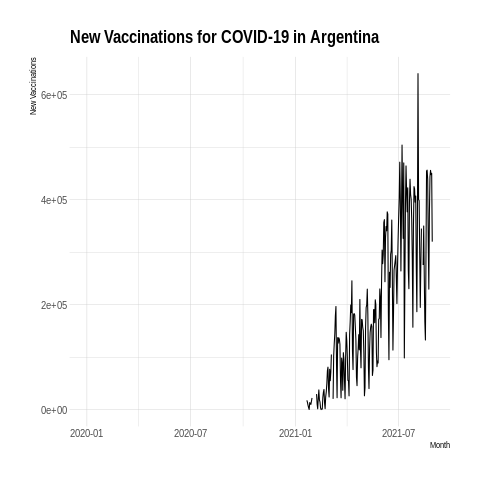 New Vaccinations for COVID-19 in Argentina
New Vaccinations
6e+05
4e+05
2e+05
0e+00
2020-01
2020-07
2021-01
2021-07
Month